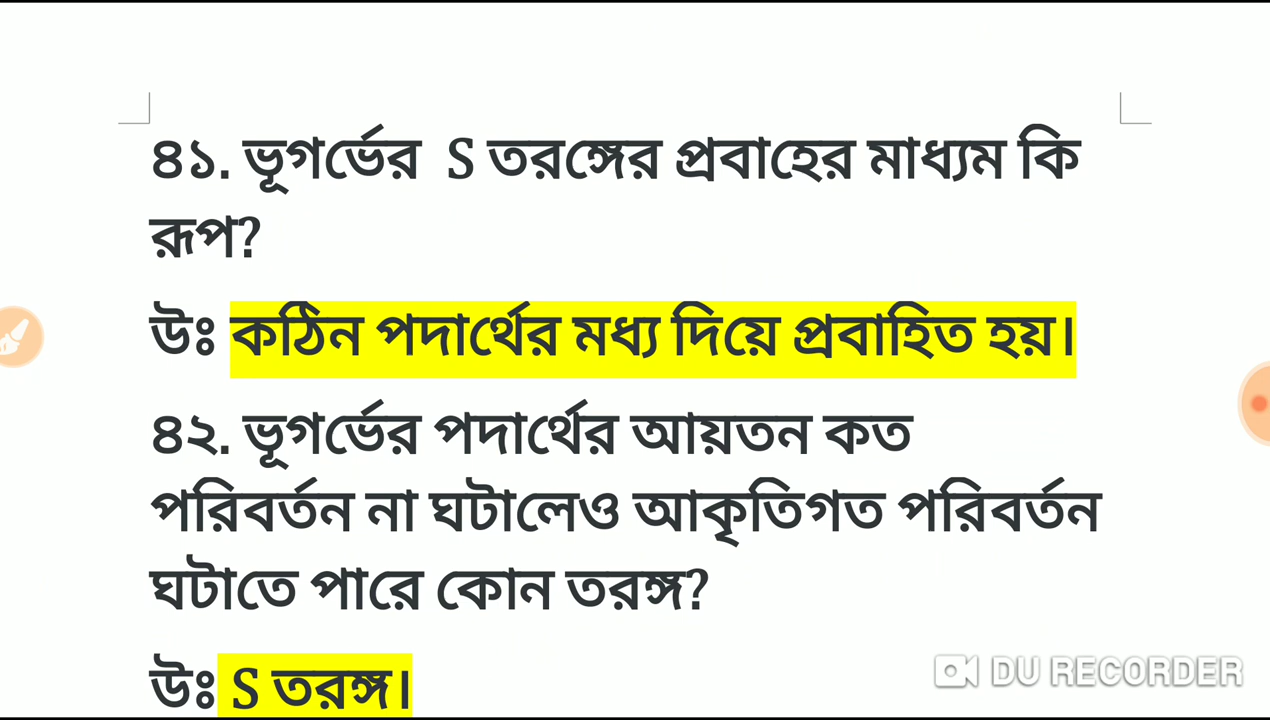 ৪১. ভূগর্ভের S তরঙ্গের প্রবাহের মাধ্যম কি
রূপ?
উঃ কঠিন পদার্থের মধ্য দিয়ে প্রবাহিত হয়।
৪২. ভূগর্ভের পদার্থের আয়তন কত
পরিবর্তন না ঘটালেও আকৃতিগত পরিবর্তন
ঘটাতে পারে কোন তরঙ্গ?
উঃ S তরঙ্গ।
DU RECORDER